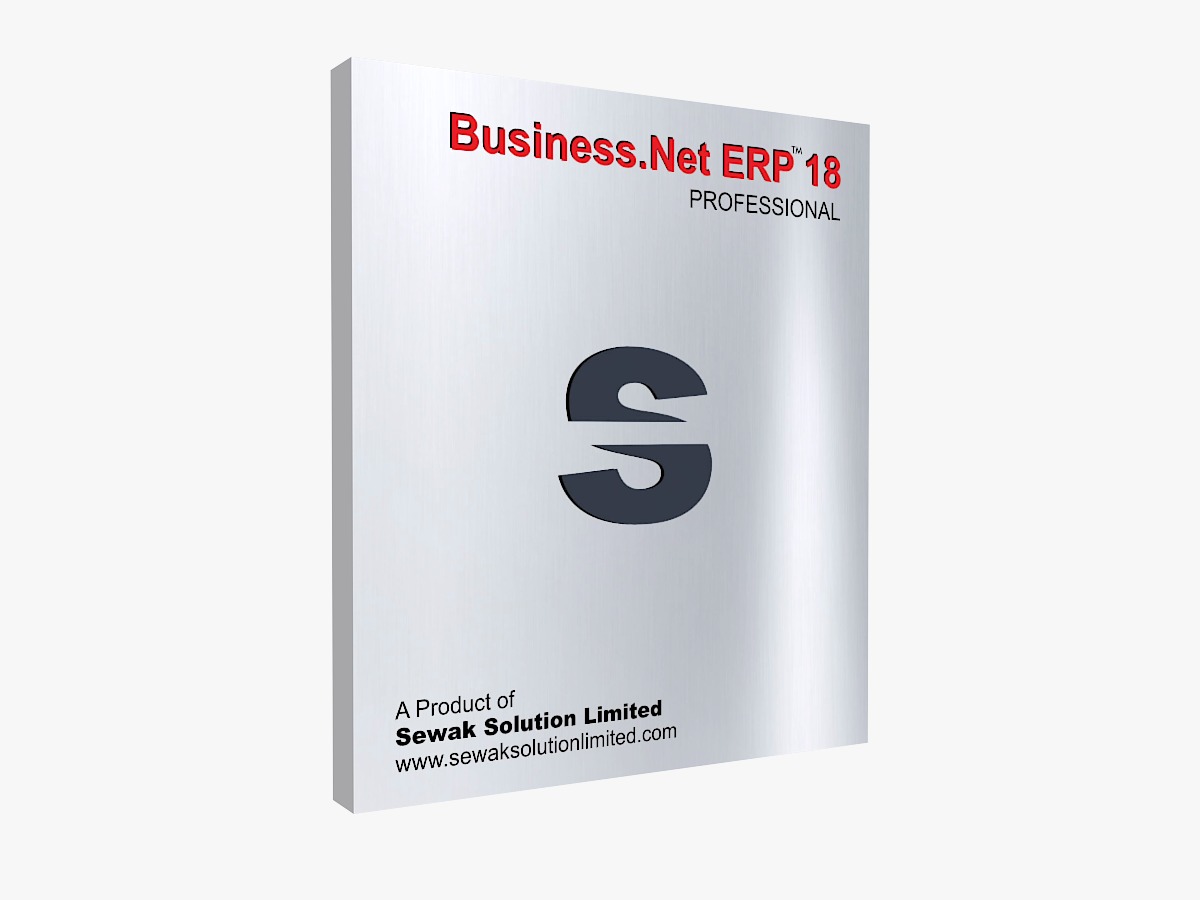 Business.Net ERP™ 18
PROFESSIONAL
S
A Product of
Sewak Solution Limited
www.sewaksolutionlimited.com